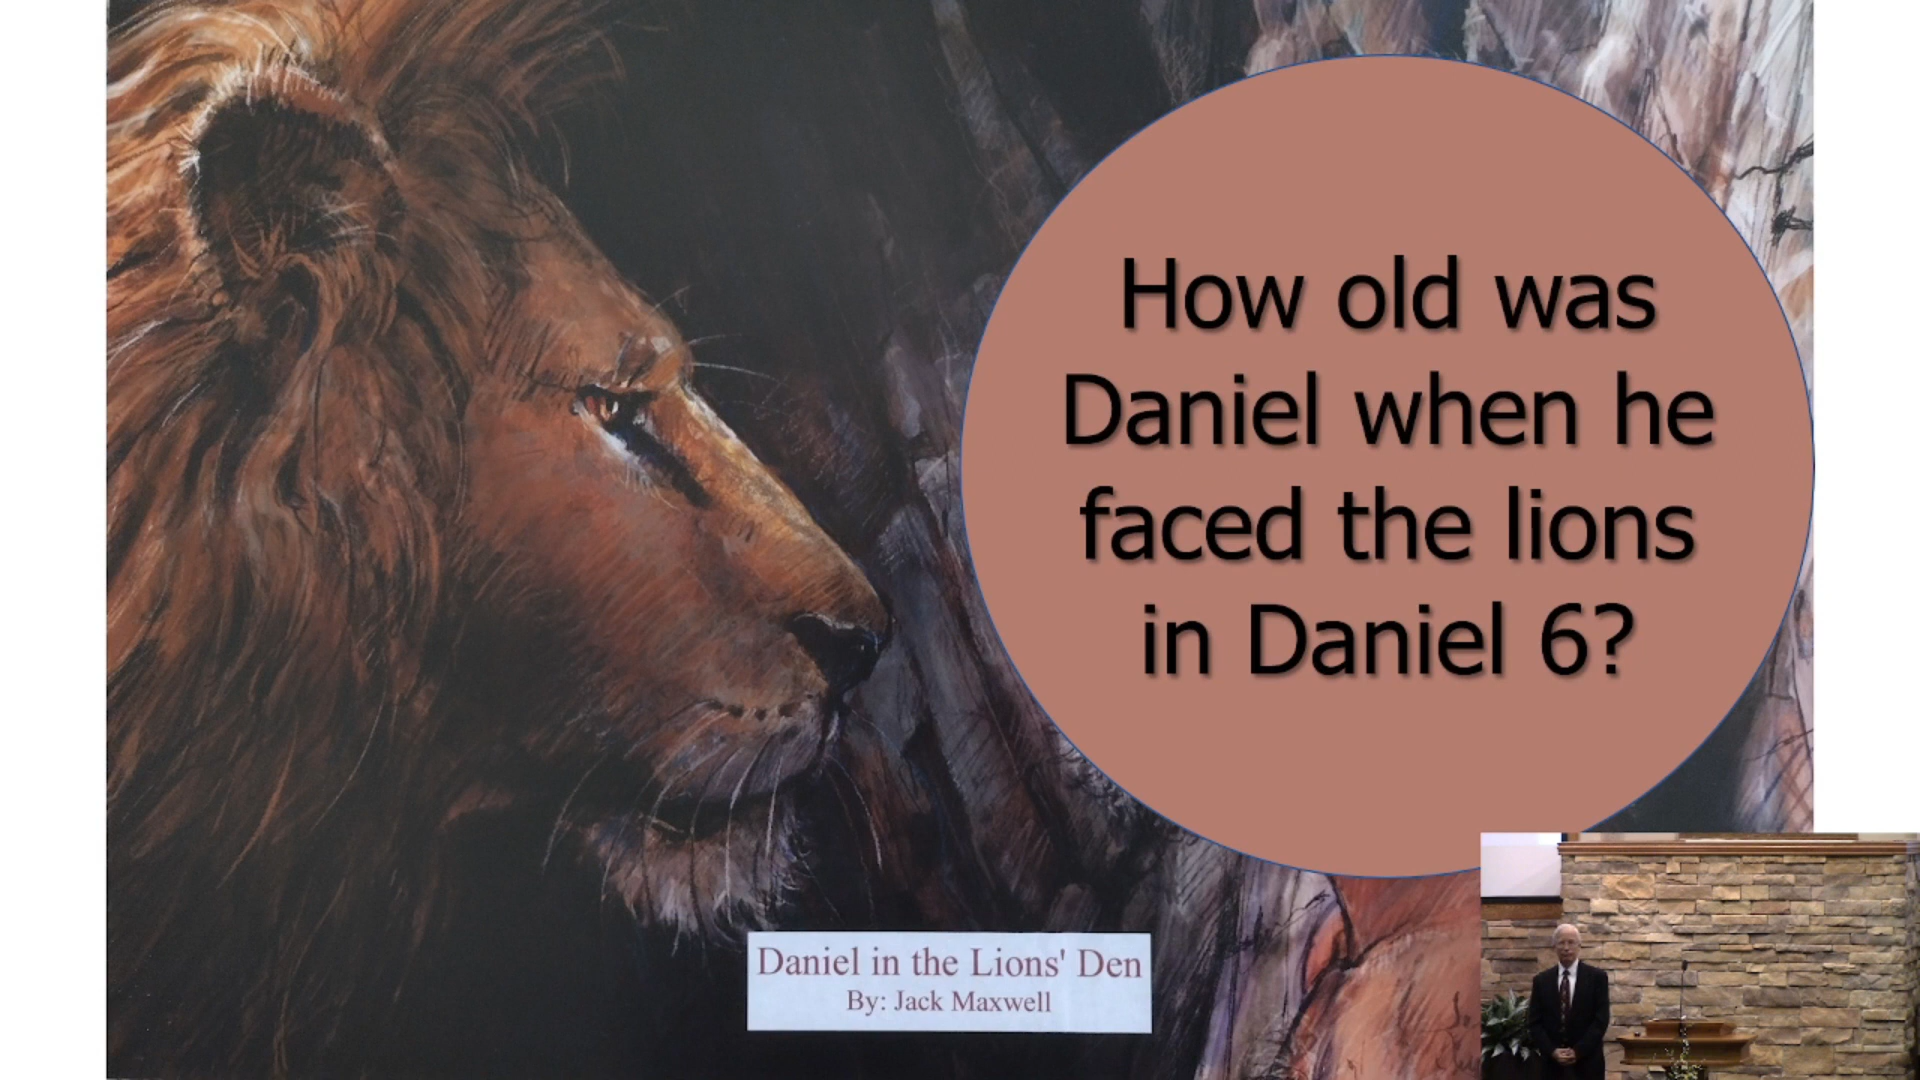 How old was
Daniel when he
faced the lions
in Daniel 6?
Daniel in the Lions' Den
By: Jack Maxwell